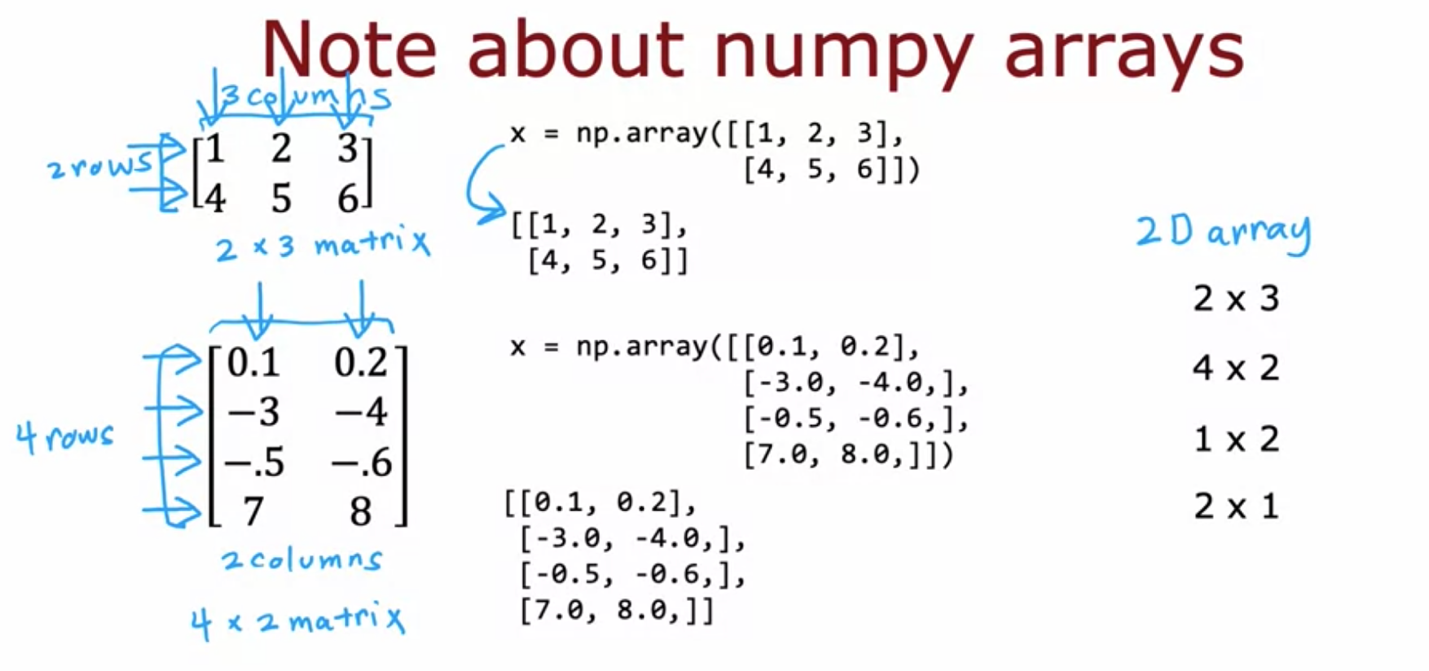 Note about numpy arrays
3 columns
2 rows
1 2 3
4 5 6
2 x 3 matrix
x = np.array([[1, 2, 3],
[4, 5, 6]])
[[1, 2, 3],
[4, 5, 6]]
4 rows
0.1 0.2
−3 −4
−.5 −.6
7 8
2 columns
4 x 2 matrix
x = np.array([[0.1, 0.2],
[-3.0, -4.0,],
[-0.5, -0.6,],
[7.0, 8.0,]])
[[0.1, 0.2],
[-3.0, -4.0,],
[-0.5, -0.6,],
[7.0, 8.0,]]
2D array
2 x 3
4 x 2
1 x 2
2 x 1